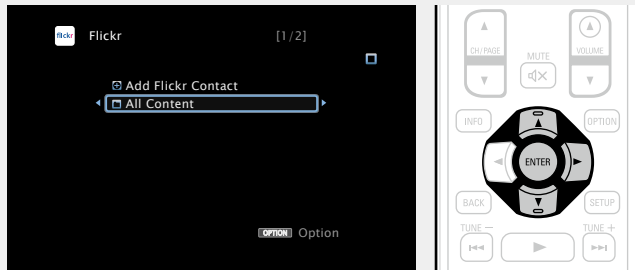 flickr Flickr [1/2]
Add Flickr Contact
All Content
OPTION Option
CH/PAGE
MUTE
VOLUME
INFO
OPTION
ENTER
BACK
SETUP
TUNE −
TUNE +